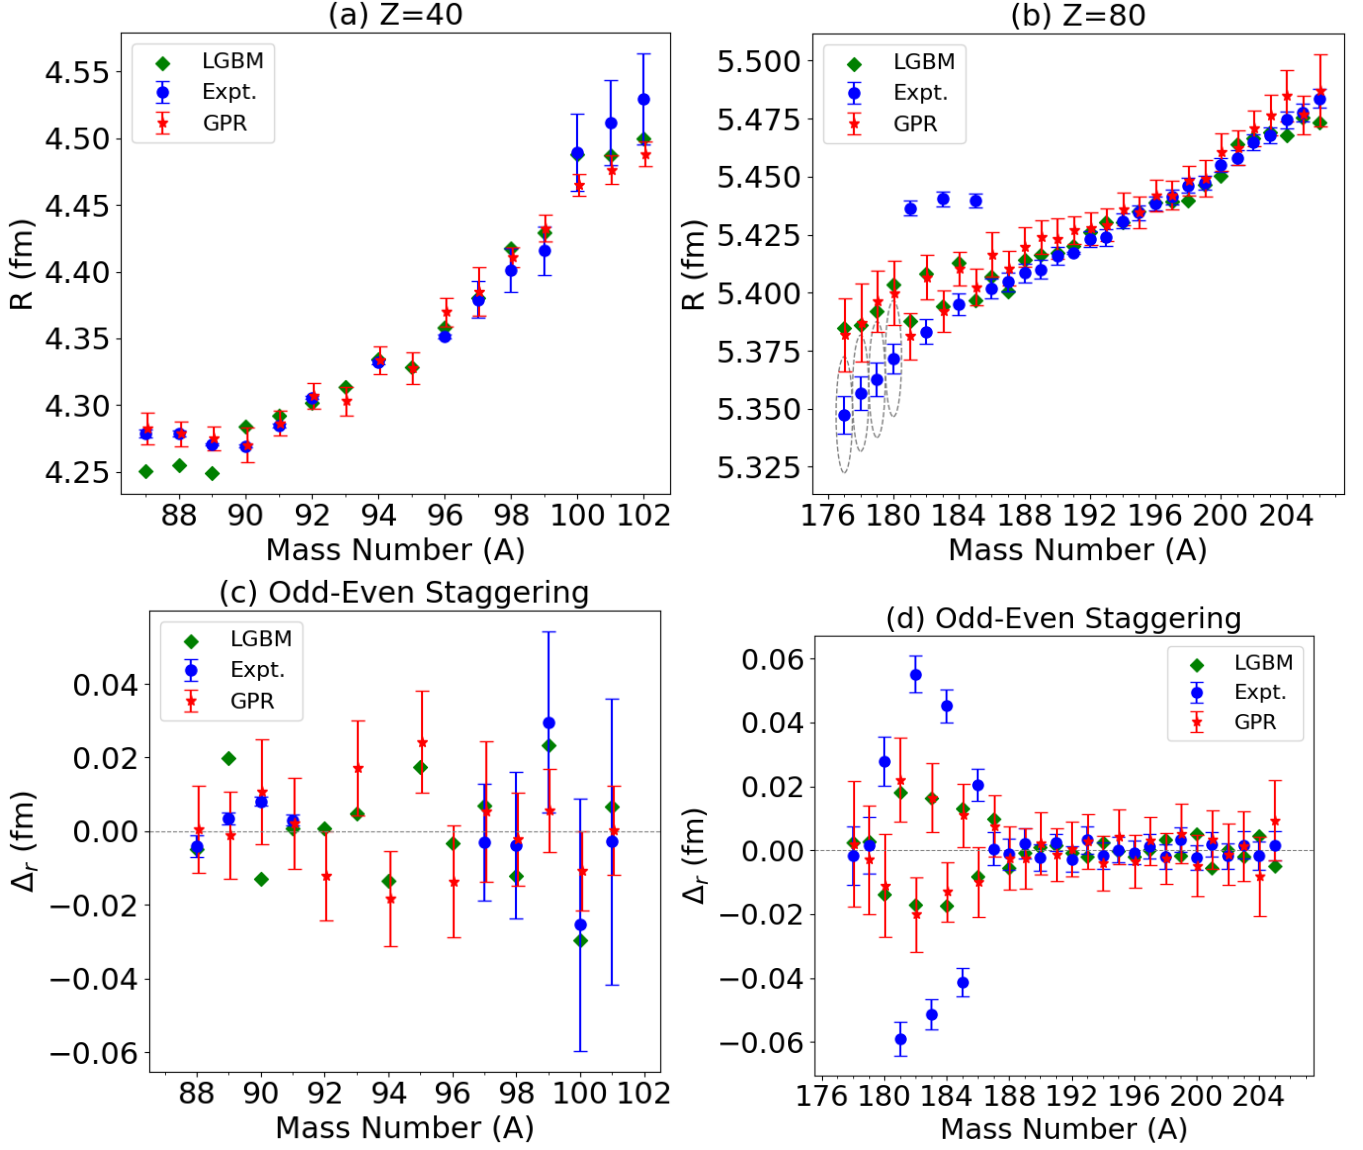 (a) Z=40
LGBM
Expt.
GPR
4.55
4.50
4.45
4.40
4.35
4.30
4.25
R (fm)
88 90 92 94 96 98 100 102
Mass Number (A)
(b) Z=80
LGBM
Expt.
GPR
5.500
5.475
5.450
5.425
5.400
5.375
5.350
5.325
R (fm)
176 180 184 188 192 196 200 204
Mass Number (A)
(c) Odd-Even Staggering
LGBM
Expt.
GPR
0.04
0.02
0.00
−0.02
−0.04
−0.06
Δr (fm)
88 90 92 94 96 98 100 102
Mass Number (A)
(d) Odd-Even Staggering
LGBM
Expt.
GPR
0.06
0.04
0.02
0.00
−0.02
−0.04
−0.06
Δr (fm)
176 180 184 188 192 196 200 204
Mass Number (A)